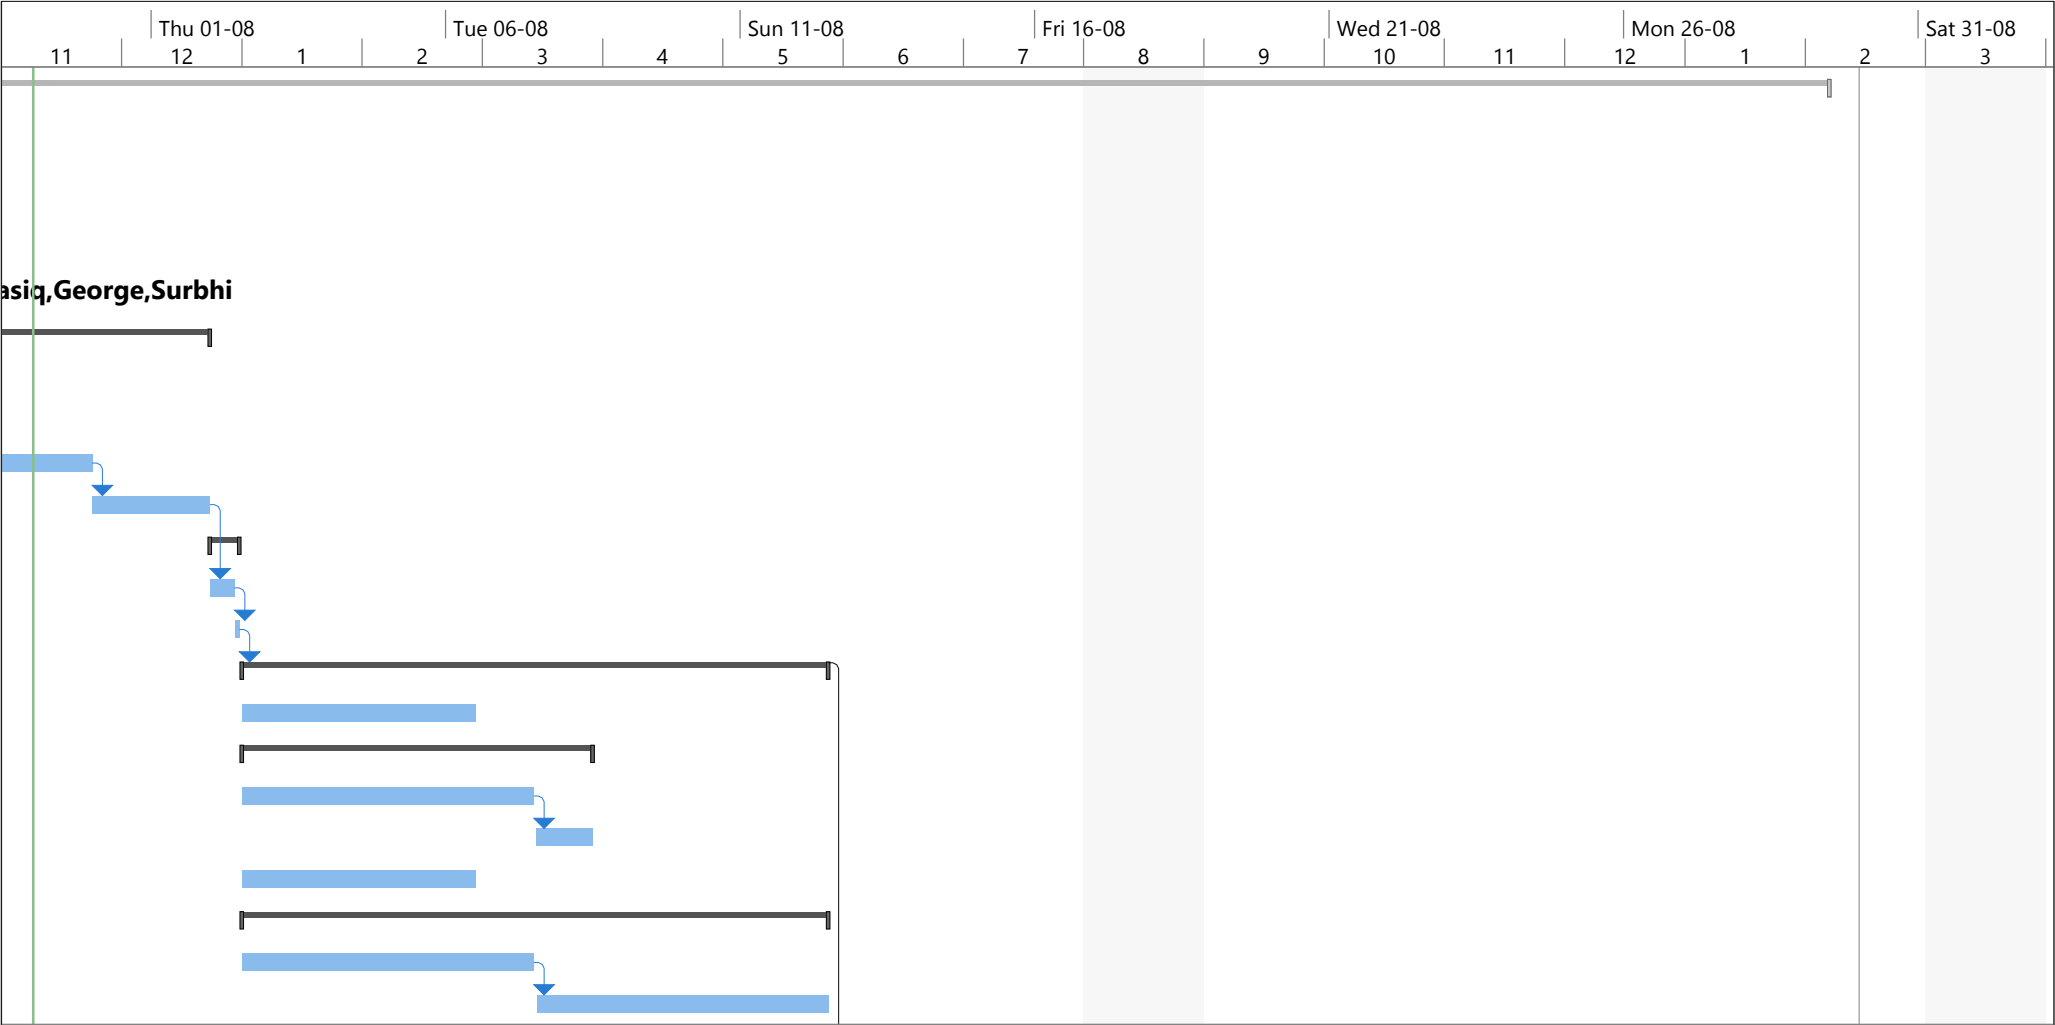 Thu 01-08 Tue 06-08 Sun 11-08 Fri 16-08 Wed 21-08 Mon 26-08 Sat 31-08
11 12 1 2 3 4 5 6 7 8 9 10 11 12 1 2 3
asiq,George,Surbhi